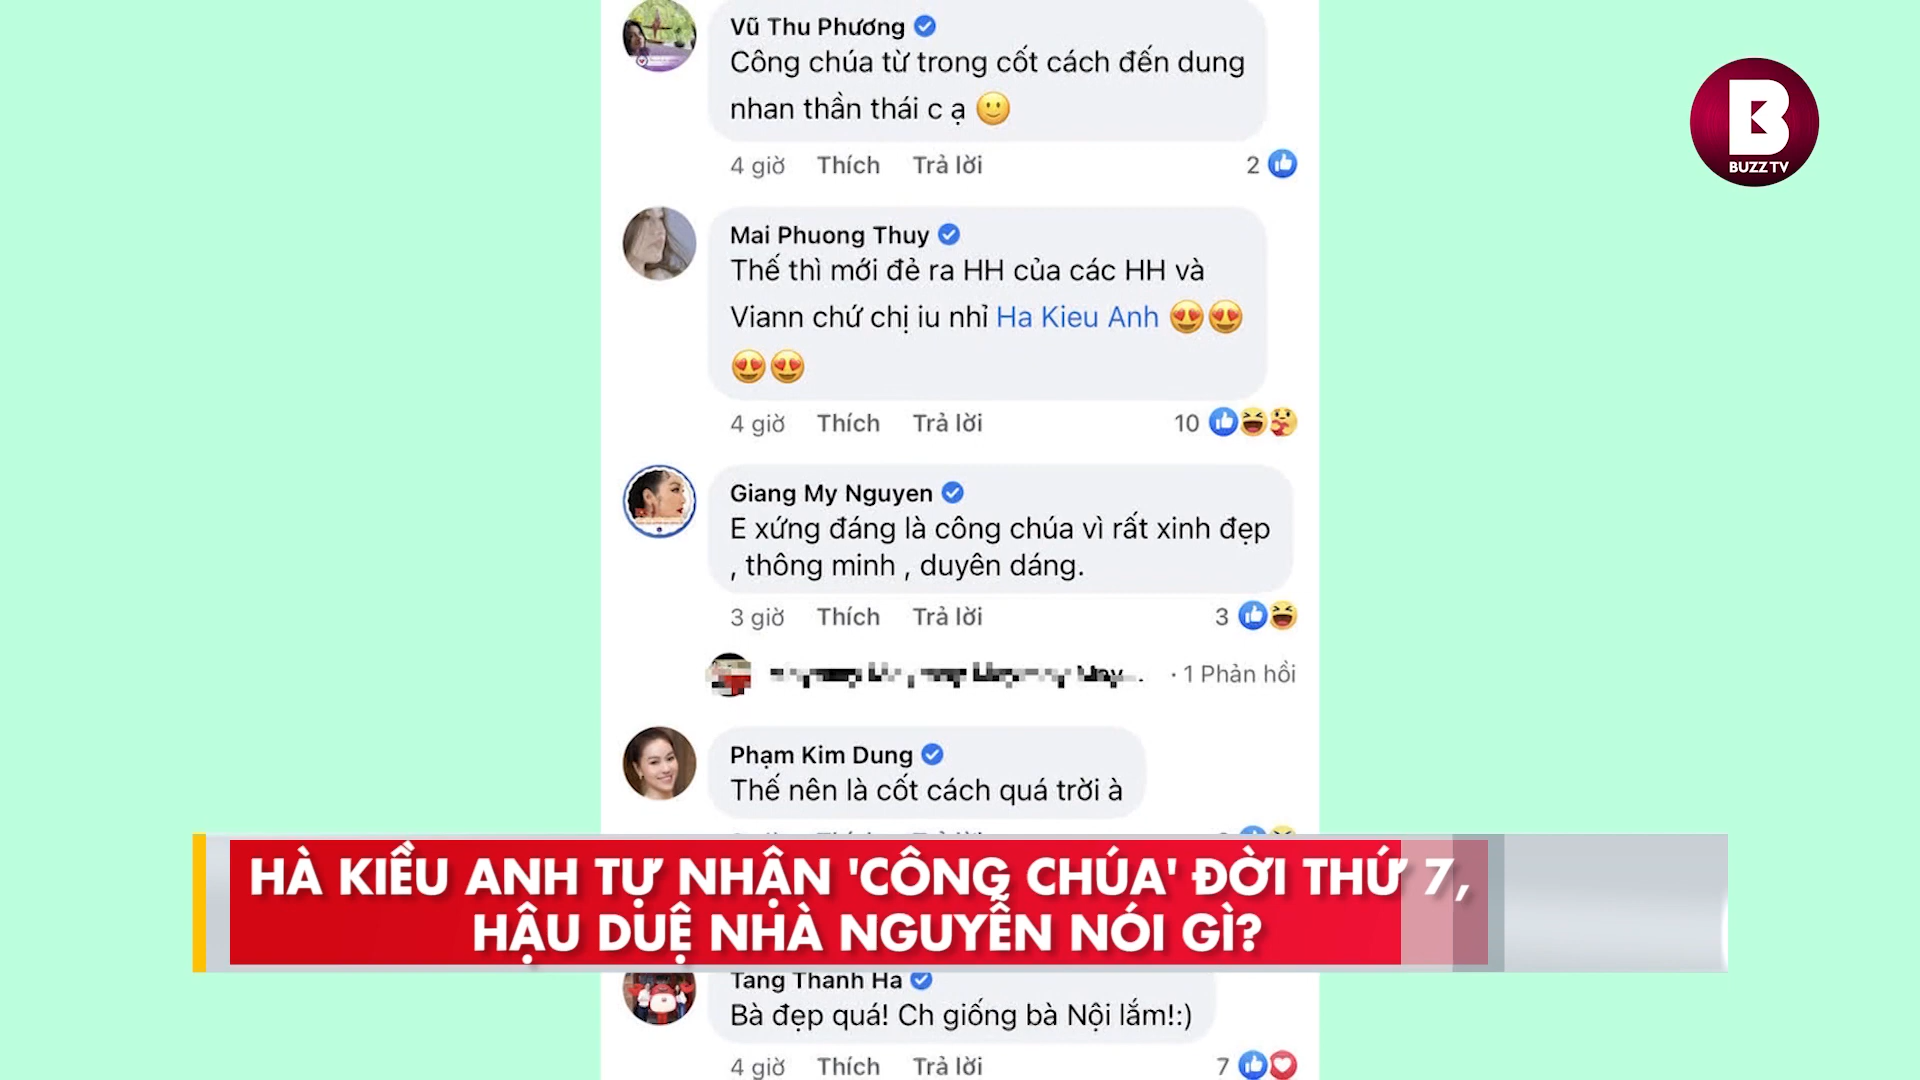 Vũ Thu Phương
Công chúa từ trong cốt cách đến dung
nhan thần thái c ạ
4 giờ Thích Trả lời 2
B
BUZZ TV
Mai Phuong Thuy
Thế thì mới đẻ ra HH của các HH và
Viann chứ chị iu nhỉ Ha Kieu Anh
4 giờ Thích Trả lời 10
Giang My Nguyen
E xứng đáng là công chúa vì rất xinh đẹp
, thông minh , duyên dáng.
3 giờ Thích Trả lời 3
· 1 Phản hồi
Phạm Kim Dung
Thế nên là cốt cách quá trời à
HÀ KIỀU ANH TỰ NHẬN 'CÔNG CHÚA' ĐỜI THỨ 7,
HẬU DUỆ NHÀ NGUYỄN NÓI GÌ?
Tang Thanh Ha
Bà đẹp quá! Ch giống bà Nội lắm!:)
4 giờ Thích Trả lời 7